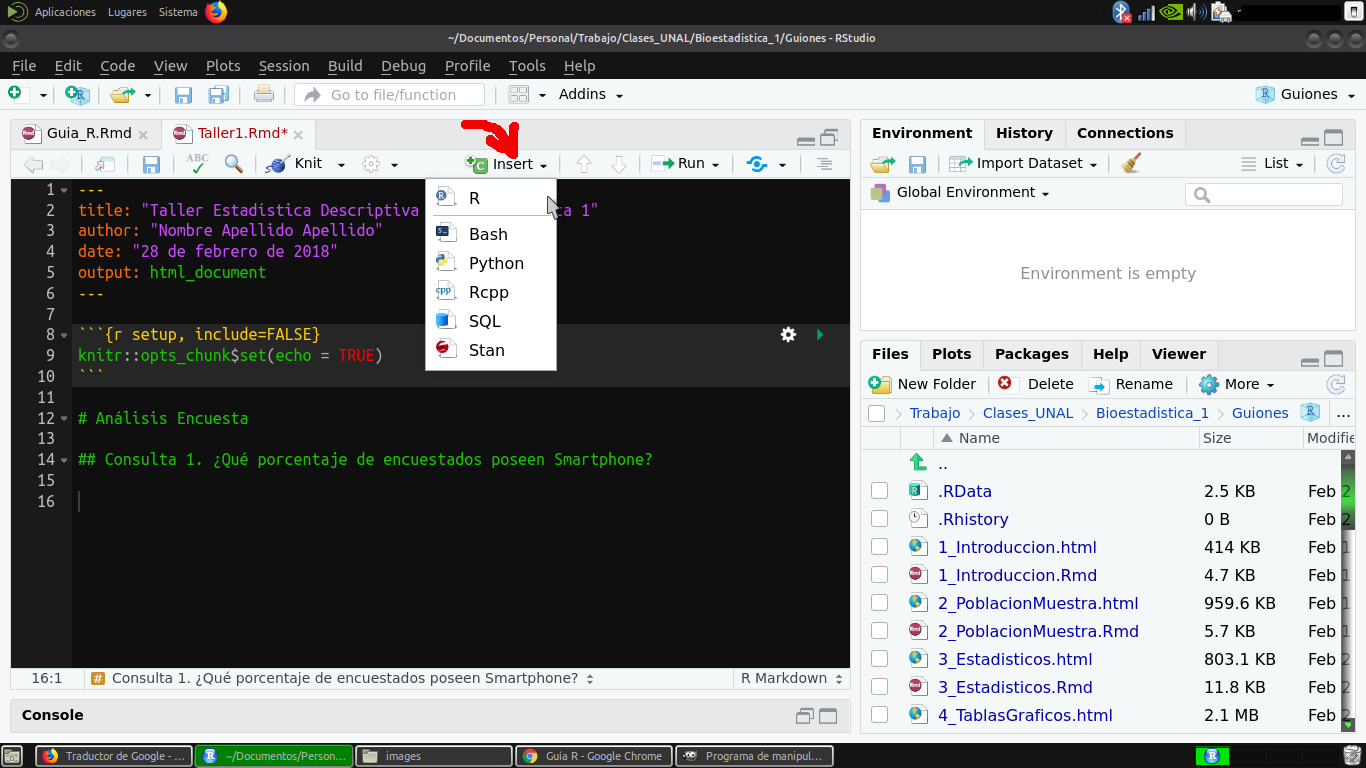 Aplicaciones Lugares Sistema
~/Documentos/Personal/Trabajo/Clases_UNAL/Bioestadistica_1/Guiones - RStudio
File Edit Code View Plots Session Build Debug Profile Tools Help
Go to file/function Addins Guiones
Guia_R.Rmd Taller1.Rmd*
ABC Knit Insert Run
1 ---
2 title: "Taller Estadística Descriptiva ca 1"
3 author: "Nombre Apellido Apellido"
4 date: "28 de febrero de 2018"
5 output: html_document
6 ---
7
8 ```{r setup, include=FALSE}
9 knitr::opts_chunk$set(echo = TRUE)
10 ```
11
12 # Análisis Encuesta
13
14 ## Consulta 1. ¿Qué porcentaje de encuestados poseen Smartphone?
15
16
R
Bash
Python
Rcpp
SQL
Stan
16:1 # Consulta 1. ¿Qué porcentaje de encuestados poseen Smartphone? R Markdown
Console
Environment History Connections
Import Dataset List
Global Environment
Environment is empty
Files Plots Packages Help Viewer
New Folder Delete Rename More
Trabajo Clases_UNAL Bioestadistica_1 Guiones ...
Name Size Modifie
..
.RData 2.5 KB Feb 2
.Rhistory 0 B Feb 2
1_Introduccion.html 414 KB Feb 1
1_Introduccion.Rmd 4.7 KB Feb 1
2_PoblacionMuestra.html 959.6 KB Feb 1
2_PoblacionMuestra.Rmd 5.7 KB Feb 1
3_Estadisticos.html 803.1 KB Feb 2
3_Estadisticos.Rmd 11.8 KB Feb 2
4_TablasGraficos.html 2.1 MB Feb 2
Traductor de Google - ... ~/Documentos/Person... images Guia R - Google Chrome Programa de manipul...